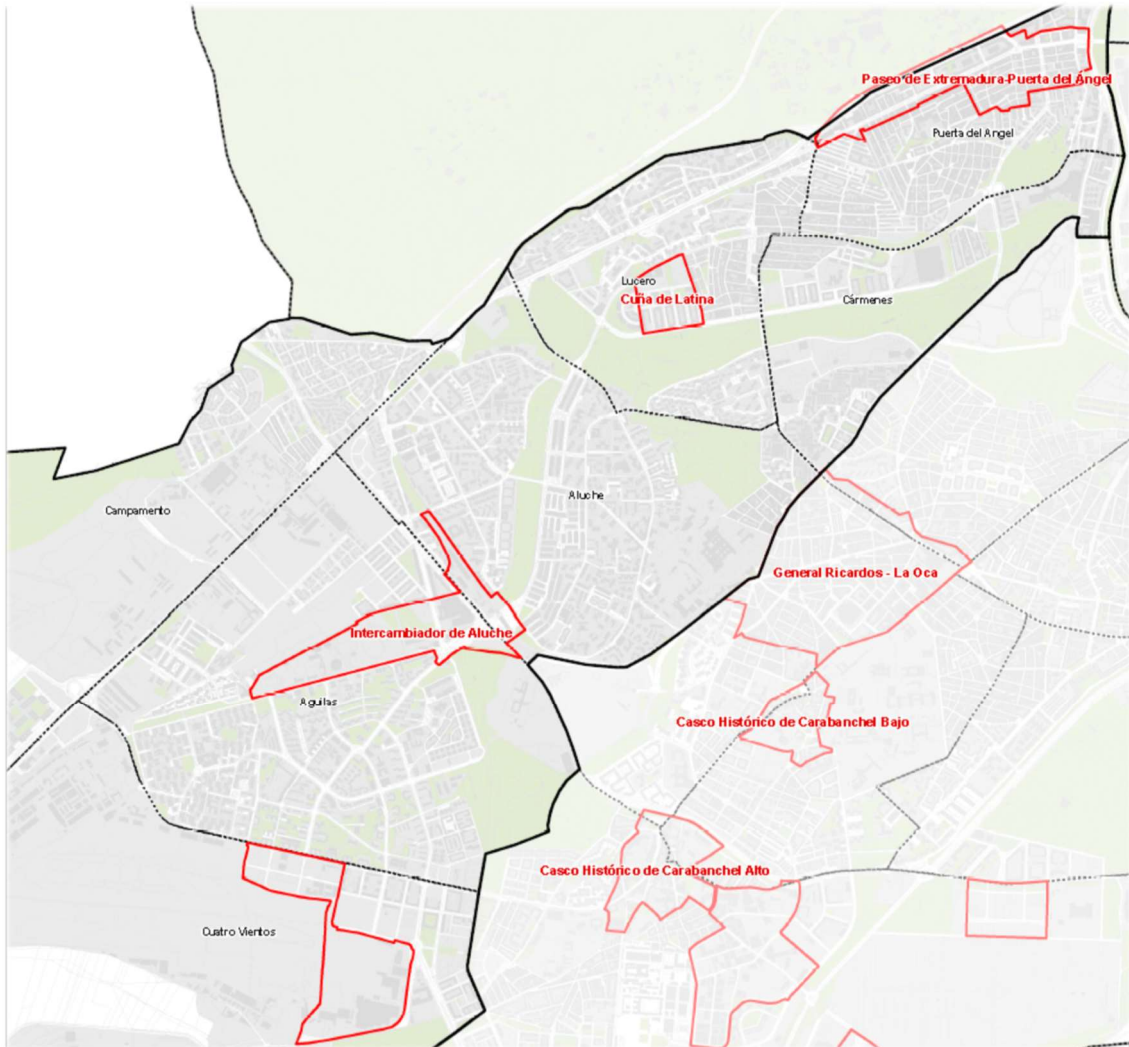 Paseo de Extremadura-Puerta del Ángel
Puerta del Angel
Lucero
Cuña de Latina
Cármenes
Aluche
Campamento
General Ricardos - La Oca
Intercambiador de Aluche
Aguilas
Casco Histórico de Carabanchel Bajo
Casco Histórico de Carabanchel Alto
Cuatro Vientos